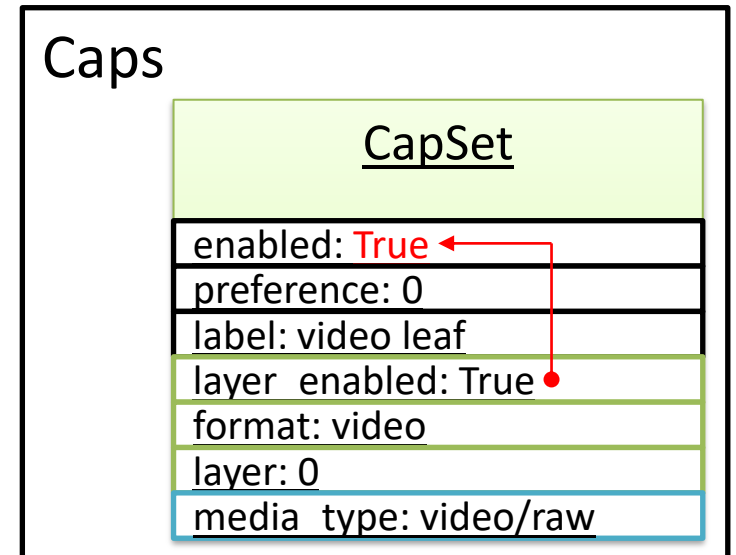 Caps
CapSet
enabled: True
preference: 0
label: video leaf
layer_enabled: True
format: video
layer: 0
media_type: video/raw